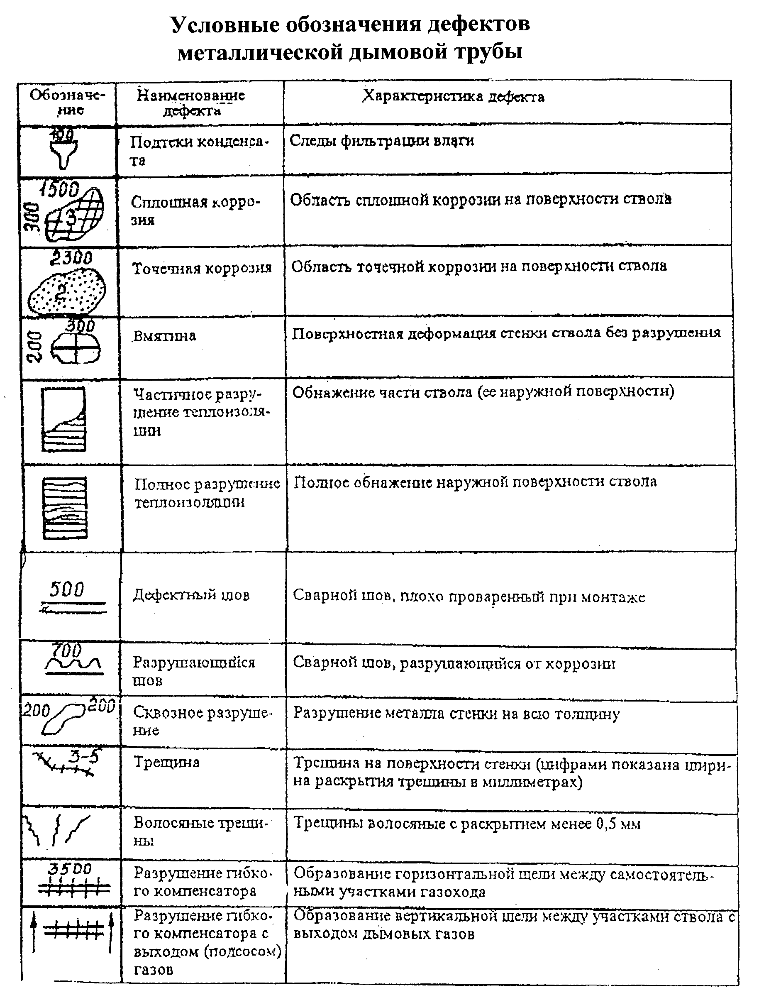 Условные обозначения дефектов
металлической дымовой трубы
Обозначе-
ние
Наименование
дефекта
Характеристика дефекта
100
Подтеки конденса-
та
Следы фильтрации влаги
1500
300
3
Сплошная корро-
зия
Область сплошной коррозии на поверхности ствола
2300
2
Точечная коррозия
Область точечной коррозии на поверхности ствола
300
200
Вмятина
Поверхностная деформация стенки ствола без разрушения
Частичное разру-
шение теплоизоля-
ции
Обнажение части ствола (ее наружной поверхности)
Полное разрушение
теплоизоляции
Полное обнажение наружной поверхности ствола
500
Дефектный шов
Сварной шов, плохо проваренный при монтаже
700
Разрушающийся
шов
Сварной шов, разрушающийся от коррозии
200
200
Сквозное разруше-
ние
Разрушение металла стенки на всю толщину
3-5
Трещина
Трещина на поверхности стенки (цифрами показана шири-
на раскрытия трещины в миллиметрах)
Волосяные трещи-
ны
Трещины волосяные с раскрытием менее 0,5 мм
3500
Разрушение гибко-
го компенсатора
Образование горизонтальной щели между самостоятель-
ными участками газохода
Разрушение гибко-
го компенсатора с
выходом (подсосом)
газов
Образование вертикальной щели между участками ствола с
выходом дымовых газов